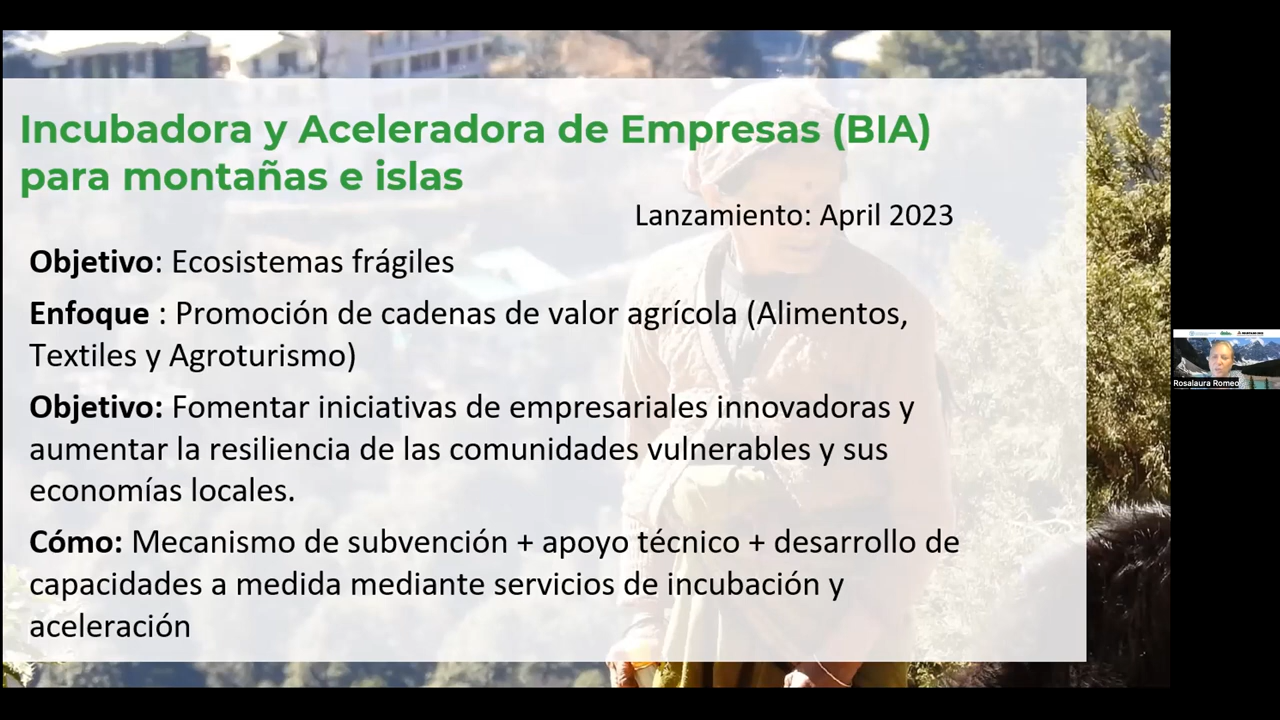 Incubadora y Aceleradora de Empresas (BIA)
para montañas e islas
Lanzamiento: April 2023
Objetivo: Ecosistemas frágiles
Enfoque : Promoción de cadenas de valor agrícola (Alimentos,
Textiles y Agroturismo)
Objetivo: Fomentar iniciativas de empresariales innovadoras y
aumentar la resiliencia de las comunidades vulnerables y sus
economías locales.
Cómo: Mecanismo de subvención + apoyo técnico + desarrollo de
capacidades a medida mediante servicios de incubación y
aceleración
Rosalaura Romeo